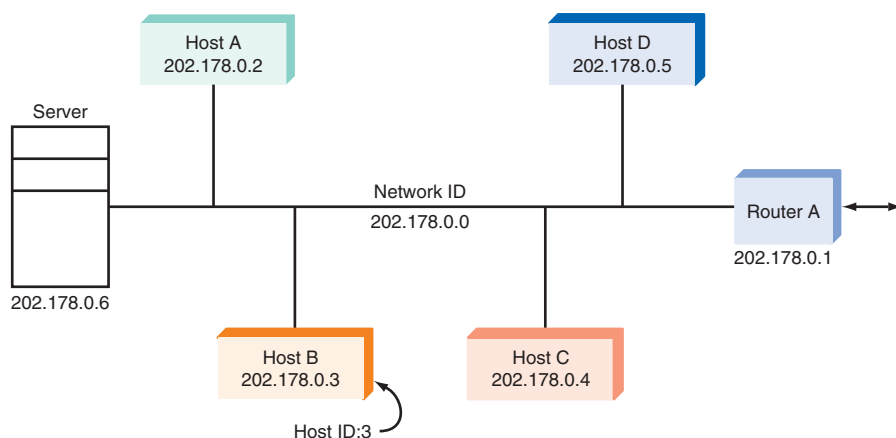 Host A
202.178.0.2
Host D
202.178.0.5
Server
Network ID
202.178.0.0
Router A
202.178.0.1
202.178.0.6
Host B
202.178.0.3
Host C
202.178.0.4
Host ID:3